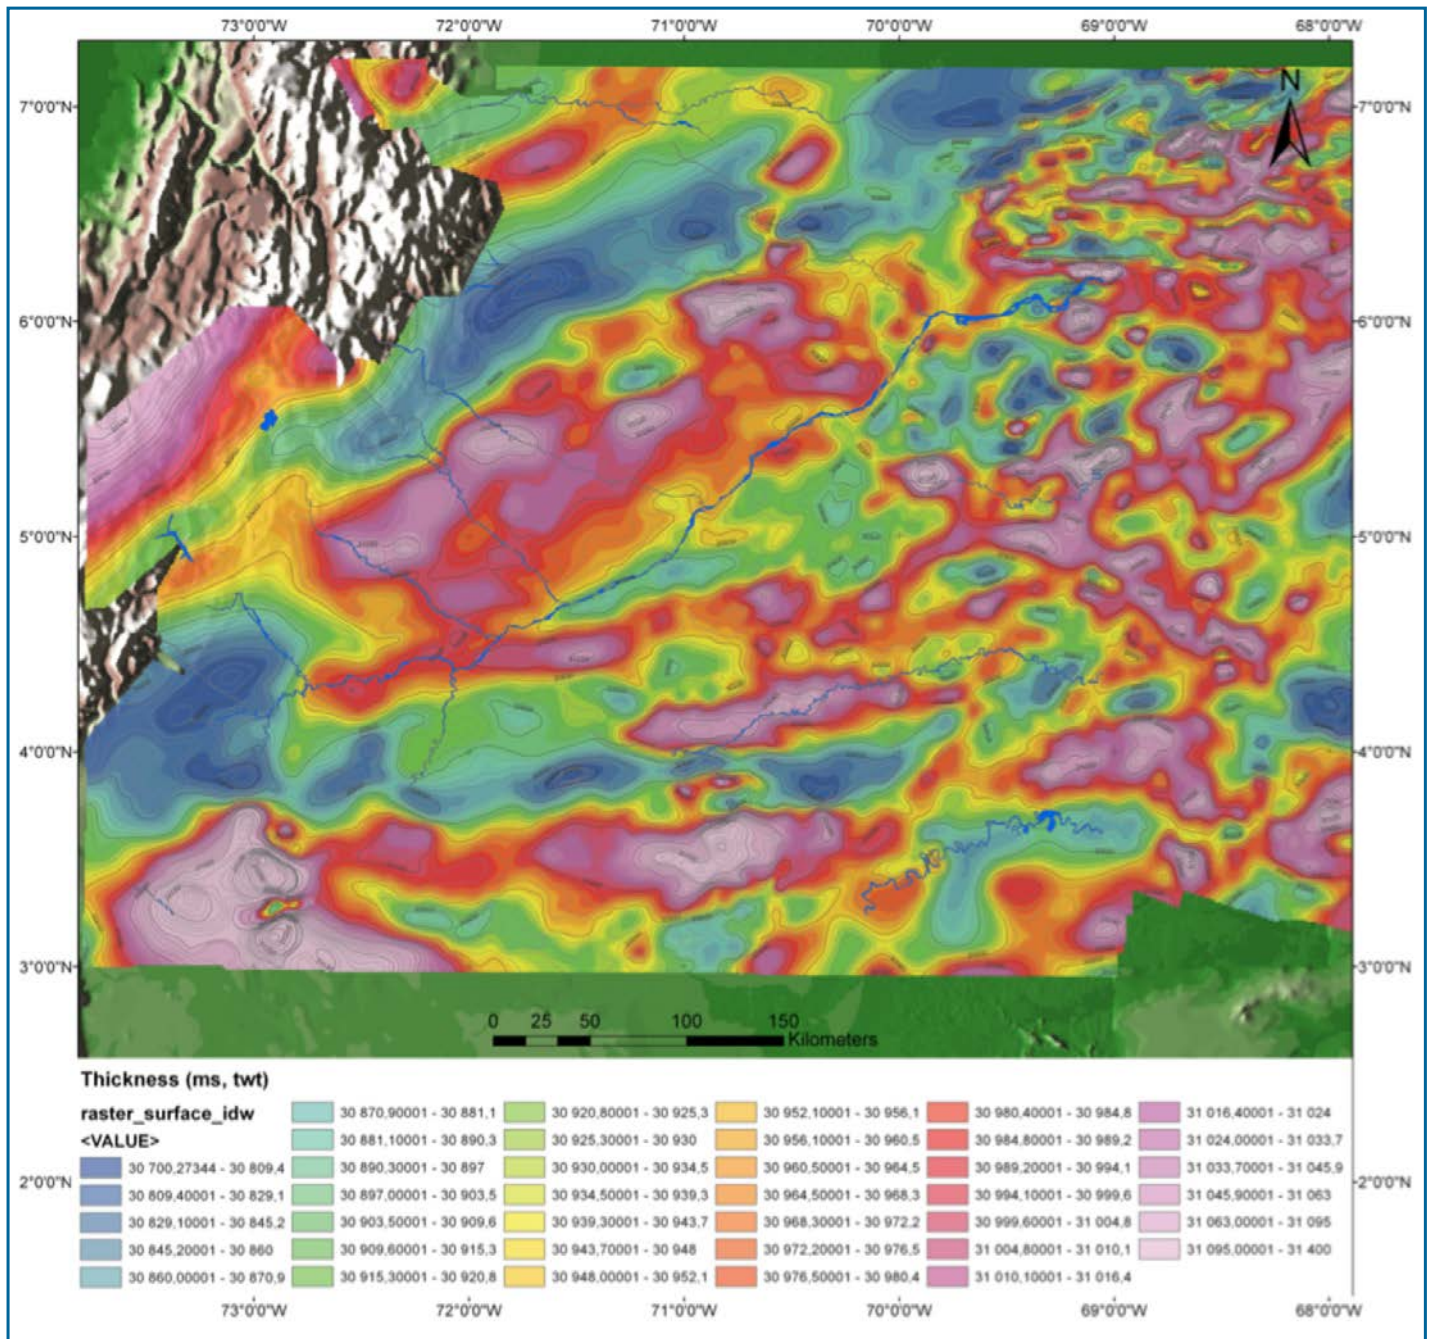 73°0'0"W 72°0'0"W 71°0'0"W 70°0'0"W 69°0'0"W 68°0'0"W
N
7°0'0"N 7°0'0"N
6°0'0"N 6°0'0"N
5°0'0"N 5°0'0"N
4°0'0"N 4°0'0"N
3°0'0"N 3°0'0"N
0 25 50 100 150
Kilometers
Thickness (ms, twt)
raster_surface_idw
<VALUE>
30 700,27344 - 30 809,4
30 809,40001 - 30 829,1
30 829,10001 - 30 845,2
30 845,20001 - 30 860
30 860,00001 - 30 870,9
30 870,90001 - 30 881,1
30 881,10001 - 30 890,3
30 890,30001 - 30 897
30 897,00001 - 30 903,5
30 903,50001 - 30 909,6
30 909,60001 - 30 915,3
30 915,30001 - 30 920,8
30 920,80001 - 30 925,3
30 925,30001 - 30 930
30 930,00001 - 30 934,5
30 934,50001 - 30 939,3
30 939,30001 - 30 943,7
30 943,70001 - 30 948
30 948,00001 - 30 952,1
30 952,10001 - 30 956,1
30 956,10001 - 30 960,5
30 960,50001 - 30 964,5
30 964,50001 - 30 968,3
30 968,30001 - 30 972,2
30 972,20001 - 30 976,5
30 976,50001 - 30 980,4
30 980,40001 - 30 984,8
30 984,80001 - 30 989,2
30 989,20001 - 30 994,1
30 994,10001 - 30 999,6
30 999,60001 - 31 004,8
31 004,80001 - 31 010,1
31 010,10001 - 31 016,4
31 016,40001 - 31 024
31 024,00001 - 31 033,7
31 033,70001 - 31 045,9
31 045,90001 - 31 063
31 063,00001 - 31 095
31 095,00001 - 31 400
2°0'0"N 2°0'0"N
73°0'0"W 72°0'0"W 71°0'0"W 70°0'0"W 69°0'0"W 68°0'0"W